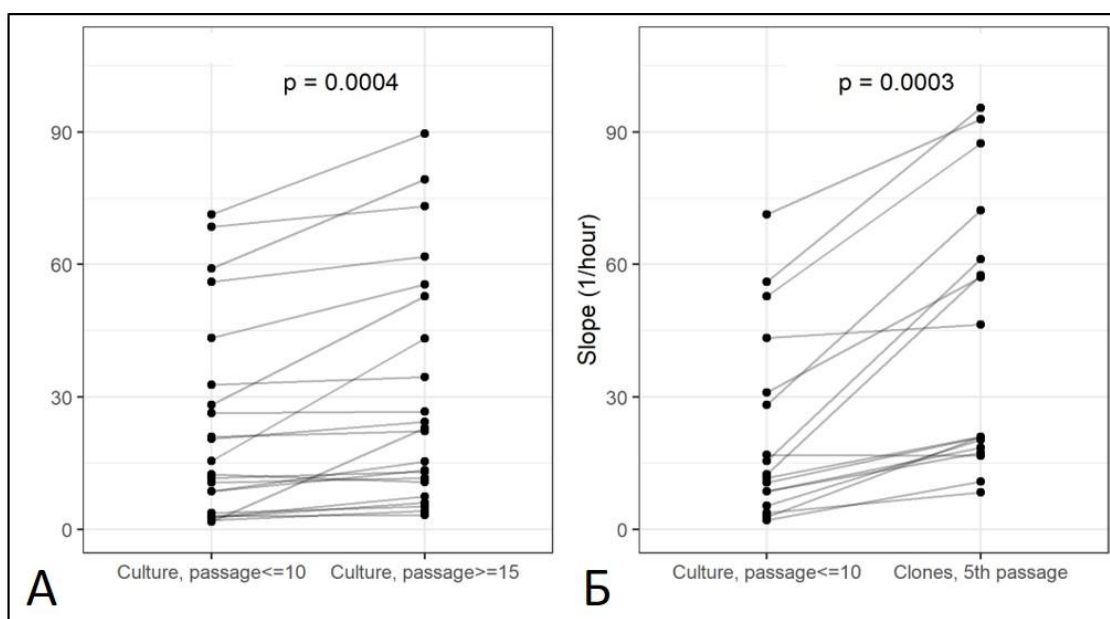 p = 0.0004
90
60
30
0
Culture, passage<=10
Culture, passage>=15
А
p = 0.0003
Slope (1/hour)
90
60
30
0
Culture, passage<=10
Clones, 5th passage
Б